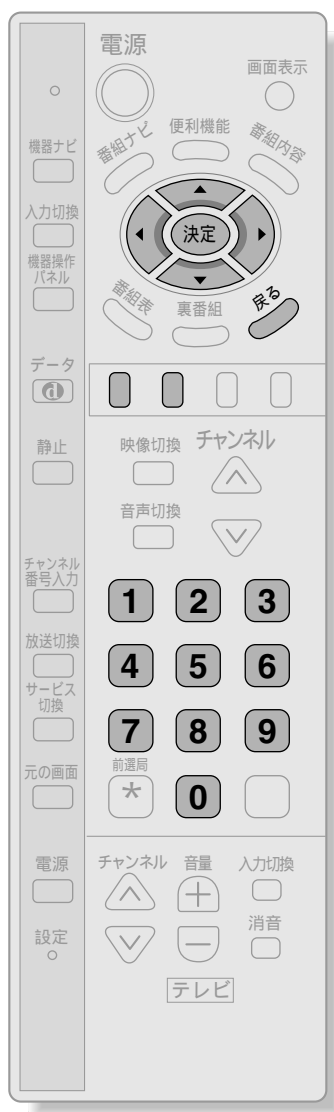 電源
画面表示
機器ナビ
番組ナビ
便利機能
番組内容
入力切換
決定
機器操作
パネル
番組表
裏番組
戻る
データ
d
静止
映像切換
チャンネル
音声切換
チャンネル
番号入力
1 2 3
放送切換
4 5 6
サービス
切換
7 8 9
元の画面
前選局
* 0
電源
チャンネル
音量
入力切換
設定
消音
テレビ